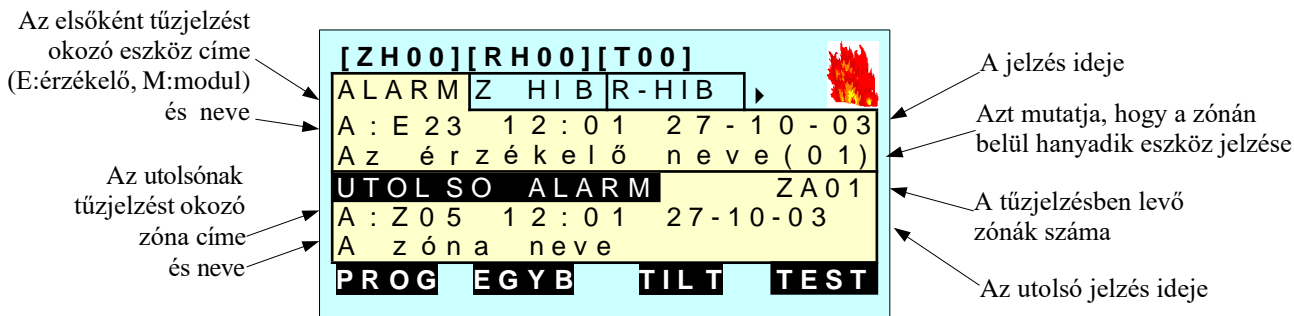 Az elsőként tűzjelzést
okozó eszköz címe
(E:érzékelő, M:modul)
és neve
Az utolsónak
tűzjelzést okozó
zóna címe
és neve
[ZH00][RH00][T00]
ALARM Z HIB R-HIB
A:E23 12:01 27-10-03
Az érzékelő neve(01)
UTOLSO ALARM ZA01
A:Z05 12:01 27-10-03
A zóna neve
PROG EGYB TILT TEST
A jelzés ideje
Azt mutatja, hogy a zónán
belül hanyadik eszköz jelzése
A tűzjelzésben levő
zónák száma
Az utolsó jelzés ideje